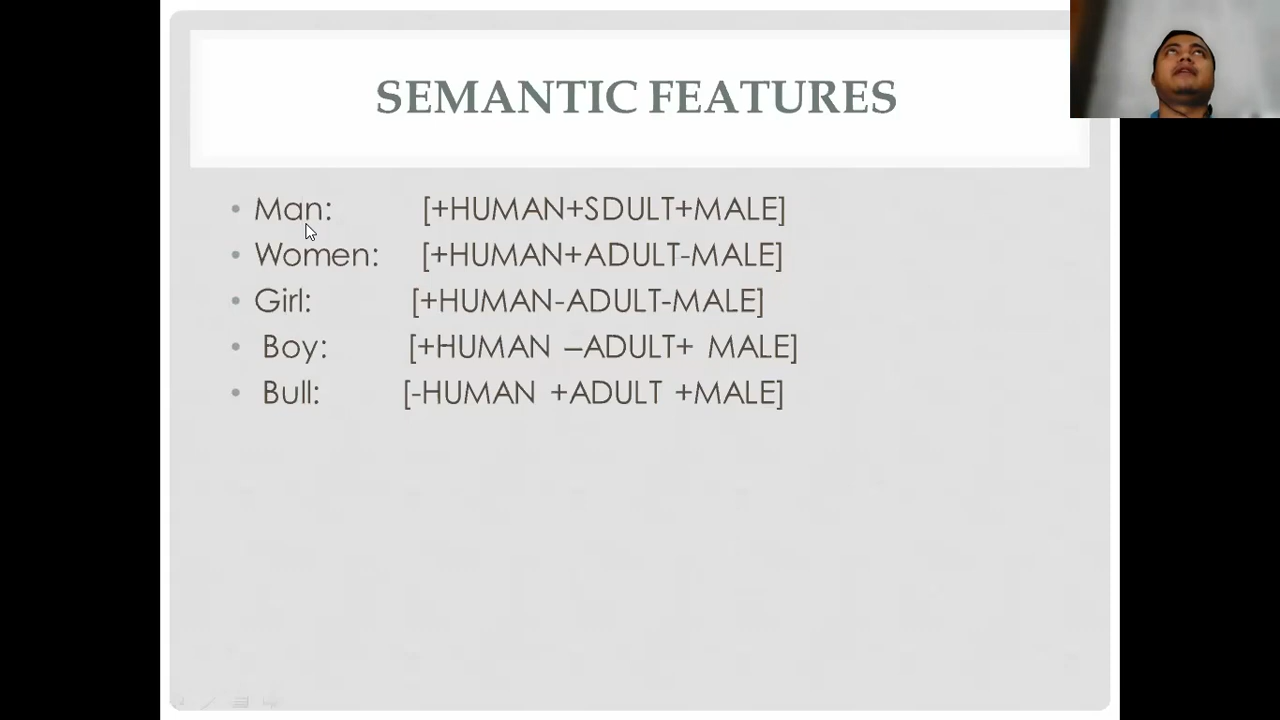 SEMANTIC FEATURES
• Man: [+HUMAN+SDULT+MALE]
• Women: [+HUMAN+ADULT-MALE]
• Girl: [+HUMAN-ADULT-MALE]
• Boy: [+HUMAN –ADULT+ MALE]
• Bull: [-HUMAN +ADULT +MALE]